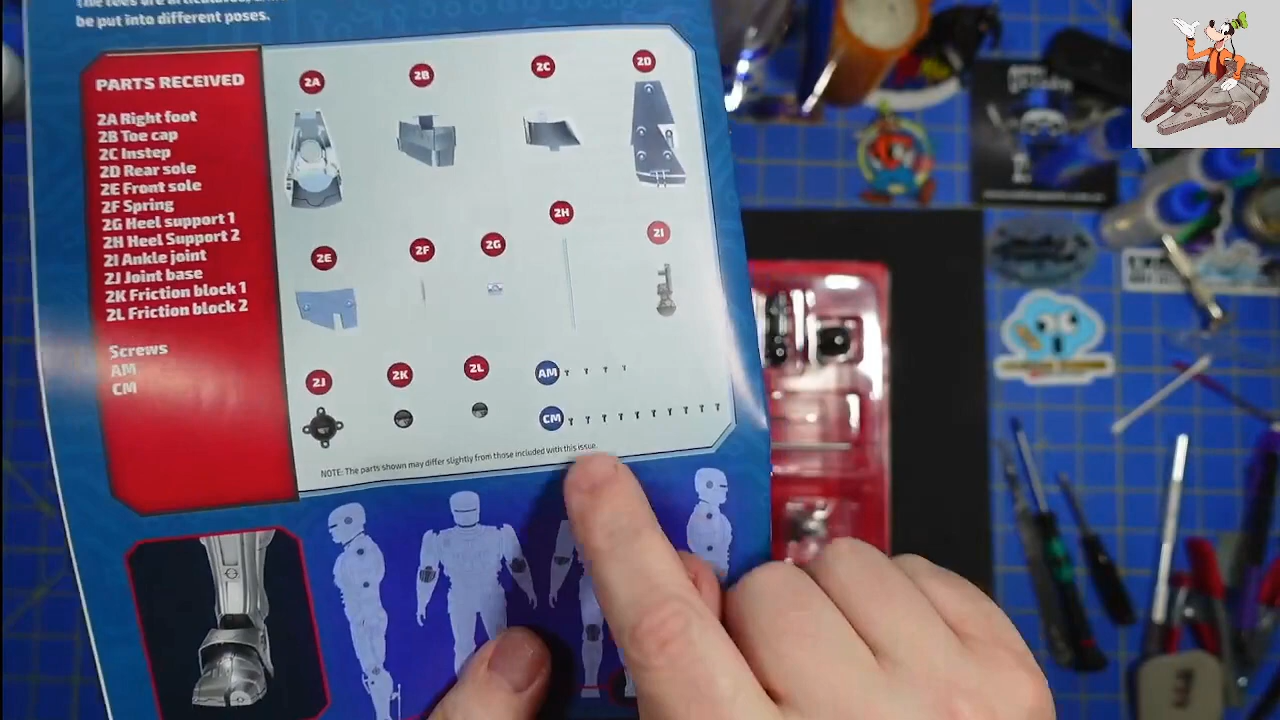 be put into different poses.
PARTS RECEIVED
2A Right foot
2B Toe cap
2C Instep
2D Rear sole
2E Front sole
2F Spring
2G Heel support 1
2H Heel Support 2
2I Ankle joint
2J Joint base
2K Friction block 1
2L Friction block 2
Screws
AM
CM
2A
2B
2C
2D
2E
2F
2G
2H
2I
2J
2K
2L
AM
CM
NOTE: The parts shown may differ slightly from those included with this issue.